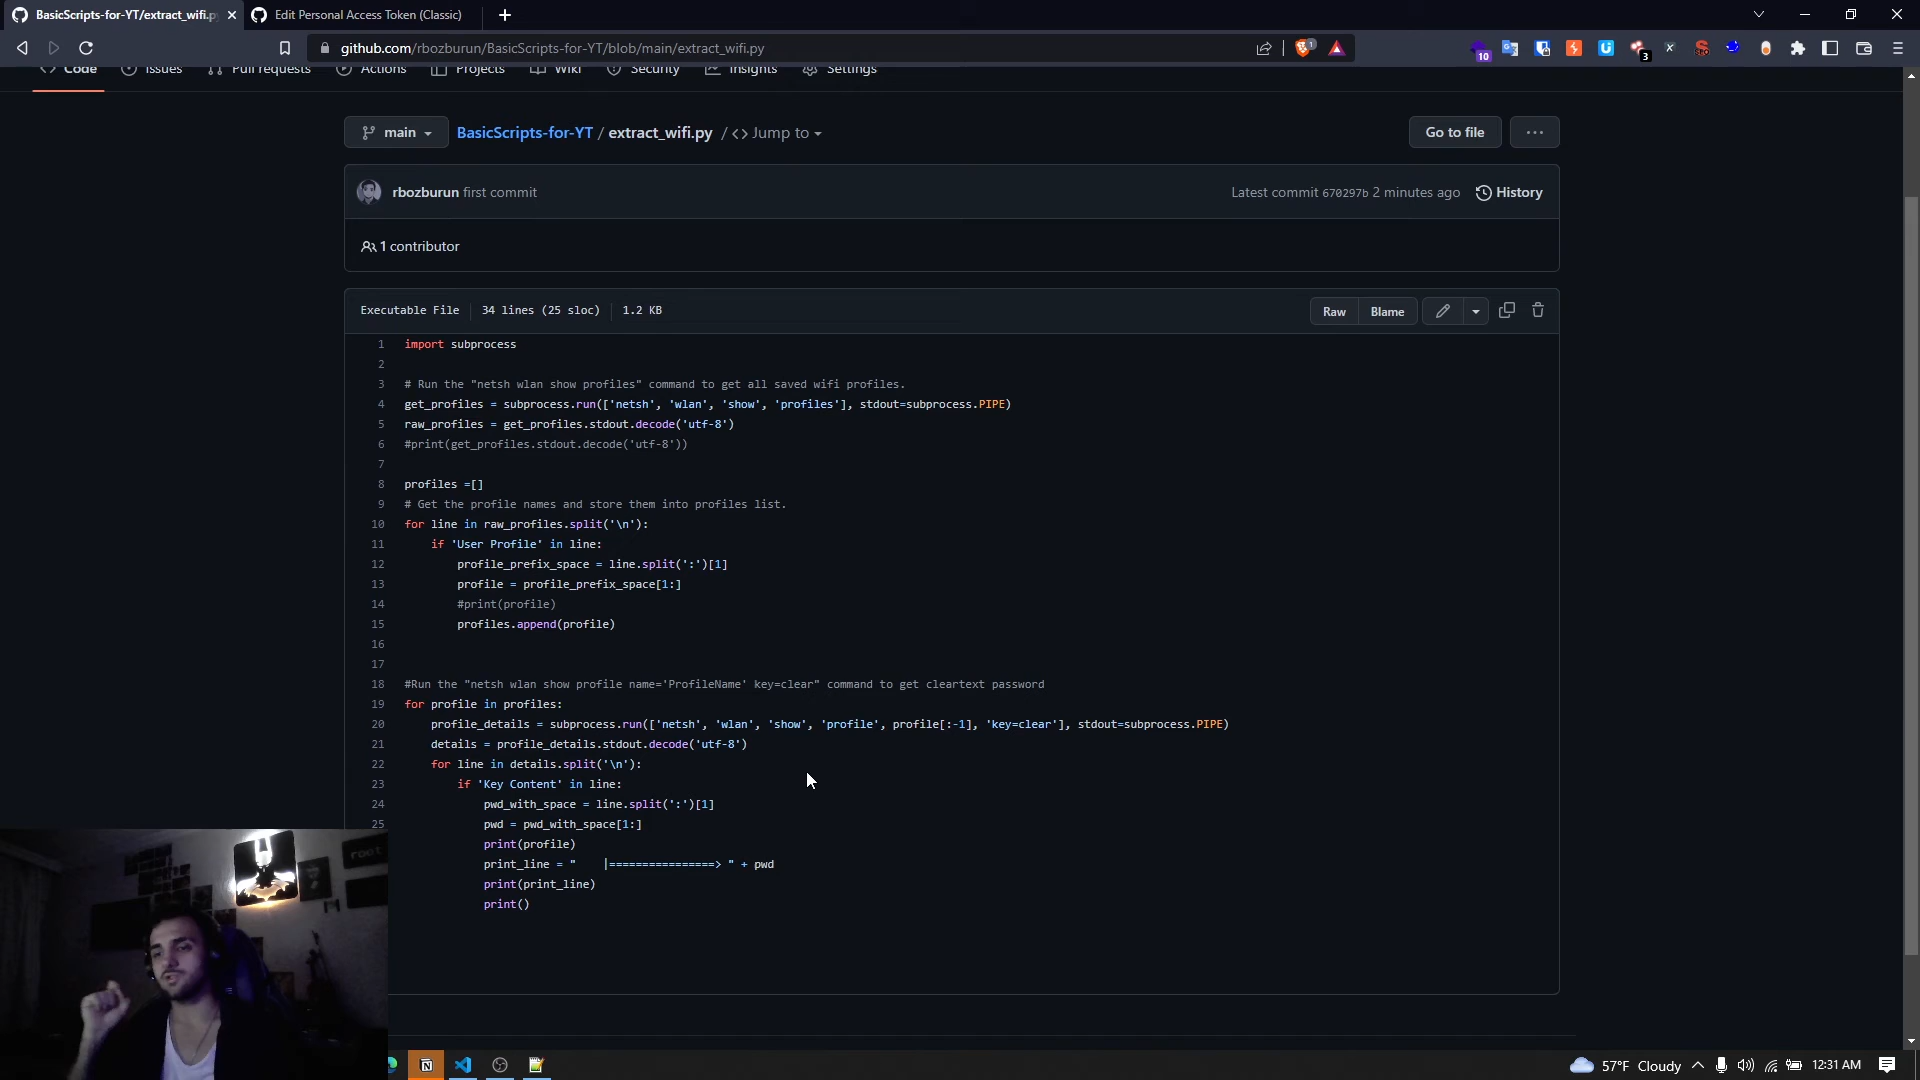 BasicScripts-for-YT/extract_wifi.p
Edit Personal Access Token (Classic)
github.com/rbozburun/BasicScripts-for-YT/blob/main/extract_wifi.py
1
10
3
Code
Issues
Pull requests
Actions
Projects
Wiki
Security
Insights
Settings
main
BasicScripts-for-YT / extract_wifi.py / <> Jump to
Go to file
...
rbozburun first commit
Latest commit 670297b 2 minutes ago
History
1 contributor
Executable File
34 lines (25 sloc)
1.2 KB
Raw
Blame
1 import subprocess
2
3 # Run the "netsh wlan show profiles" command to get all saved wifi profiles.
4 get_profiles = subprocess.run(['netsh', 'wlan', 'show', 'profiles'], stdout=subprocess.PIPE)
5 raw_profiles = get_profiles.stdout.decode('utf-8')
6 #print(get_profiles.stdout.decode('utf-8'))
7
8 profiles =[]
9 # Get the profile names and store them into profiles list.
10 for line in raw_profiles.split('\n'):
11 if 'User Profile' in line:
12 profile_prefix_space = line.split(':')[1]
13 profile = profile_prefix_space[1:]
14 #print(profile)
15 profiles.append(profile)
16
17
18 #Run the "netsh wlan show profile name='ProfileName' key=clear" command to get cleartext password
19 for profile in profiles:
20 profile_details = subprocess.run(['netsh', 'wlan', 'show', 'profile', profile[:-1], 'key=clear'], stdout=subprocess.PIPE)
21 details = profile_details.stdout.decode('utf-8')
22 for line in details.split('\n'):
23 if 'Key Content' in line:
24 pwd_with_space = line.split(':')[1]
25 pwd = pwd_with_space[1:]
print(profile)
print_line = "    |================> " + pwd
print(print_line)
print()
root
57°F Cloudy
12:31 AM